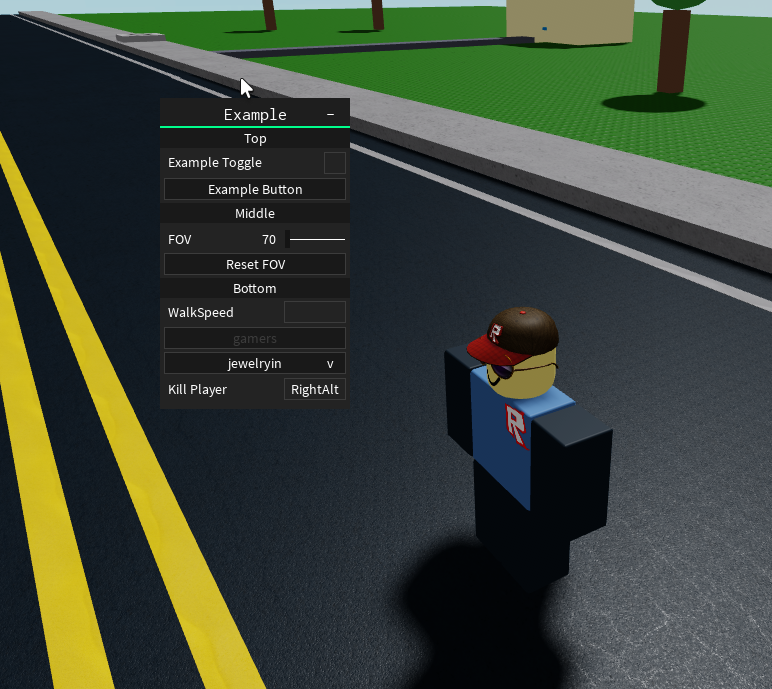 Example –
Top
Example Toggle
Example Button
Middle
FOV 70
Reset FOV
Bottom
WalkSpeed
gamers
jewelryin v
Kill Player RightAlt
R
R